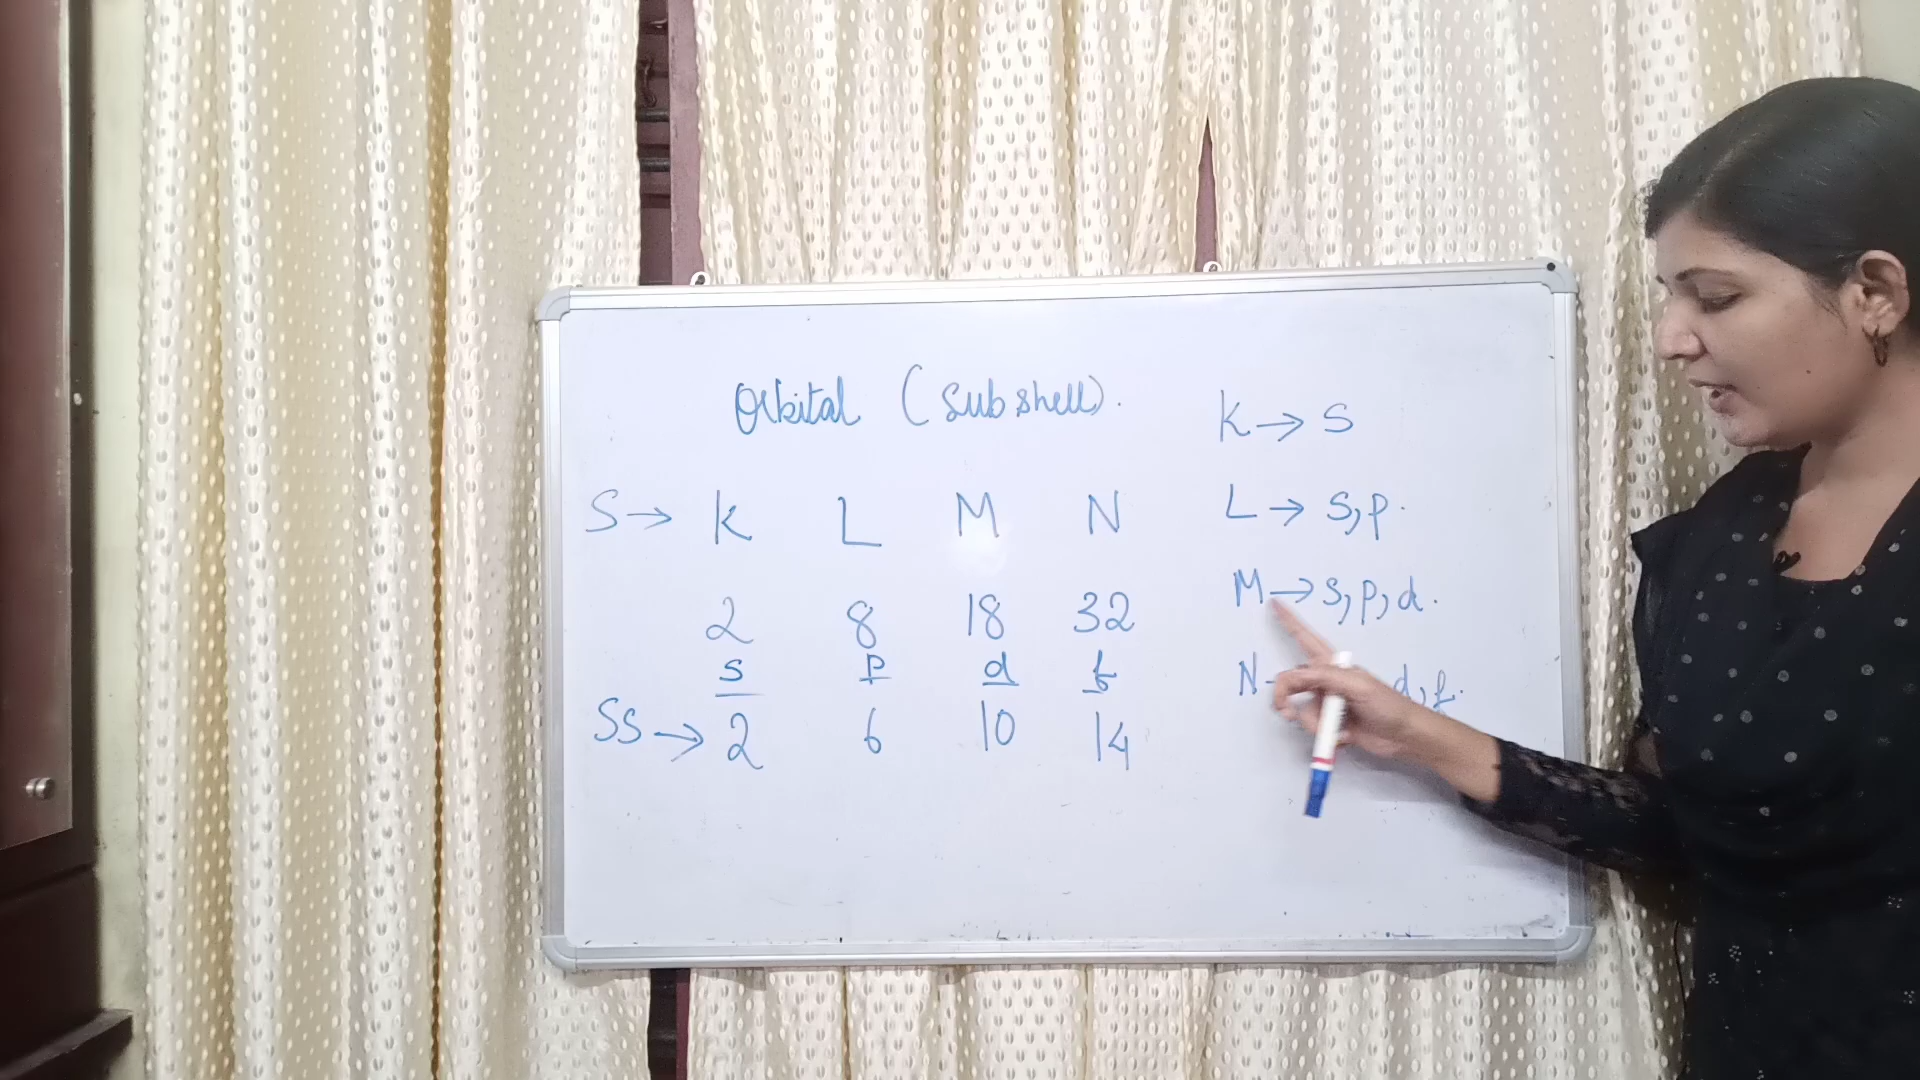 Orbital (Subshell).
S→ K L M N
2 8 18 32
s p d f
SS→ 2 6 10 14
K→ S
L→ S,p.
M→ S,p,d.
N- d,f.